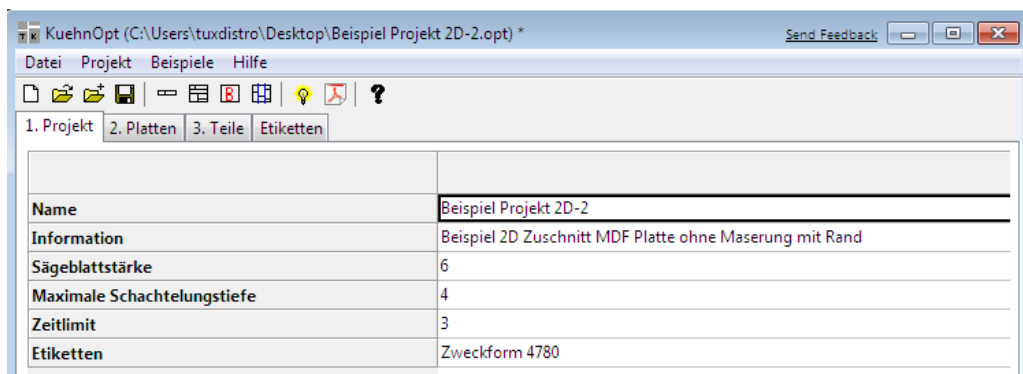 KuehnOpt (C:\Users\tuxdistro\Desktop\Beispiel Projekt 2D-2.opt) * Send Feedback
Datei Projekt Beispiele Hilfe
1. Projekt 2. Platten 3. Teile Etiketten
Name Beispiel Projekt 2D-2
Information Beispiel 2D Zuschnitt MDF Platte ohne Maserung mit Rand
Sägeblattstärke 6
Maximale Schachtelungstiefe 4
Zeitlimit 3
Etiketten Zweckform 4780